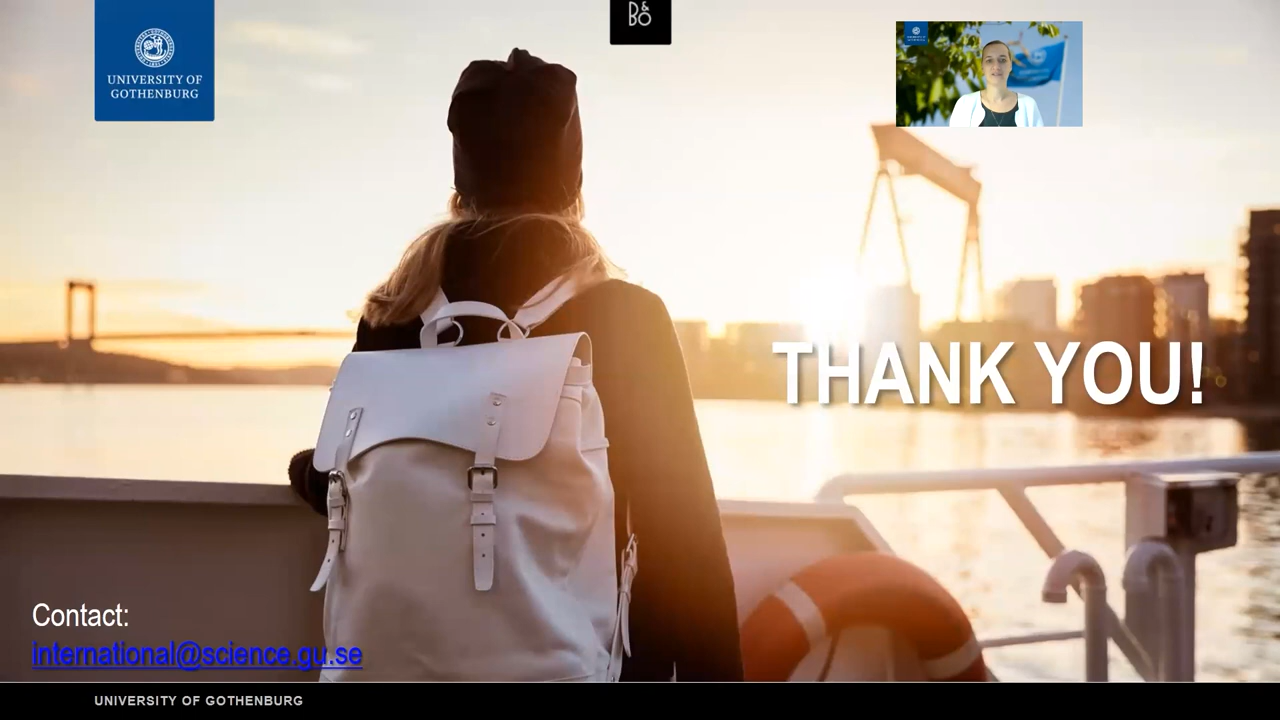 UNIVERSITY OF
GOTHENBURG
B&
O
THANK YOU!
Contact:
international@science.gu.se
UNIVERSITY OF GOTHENBURG